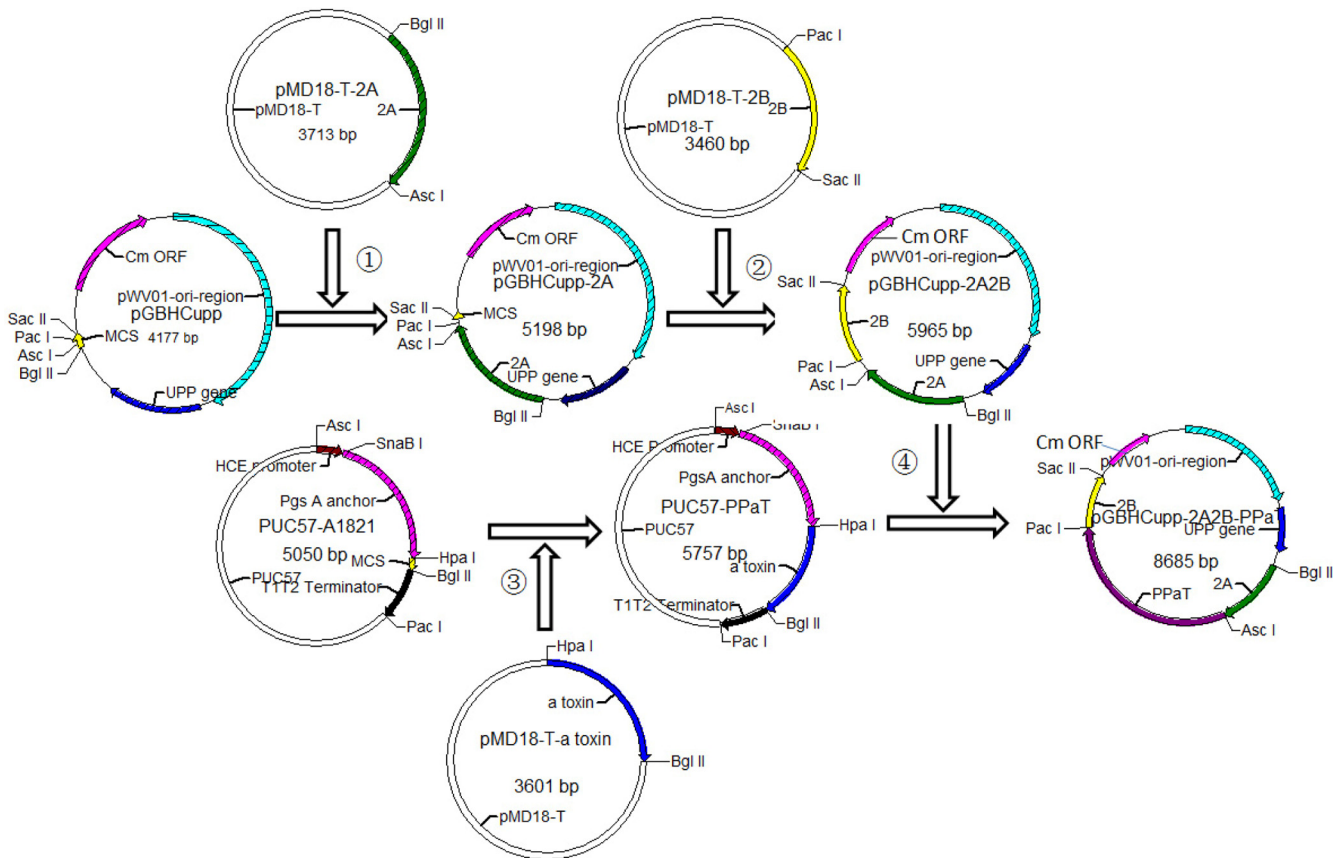 Bgl II
pMD18-T-2A
pMD18-T
2A
3713 bp
Asc I
Pac I
pMD18-T-2B
2B
pMD18-T
3460 bp
Sac II
①
②
Cm ORF
pWV01-ori-region
pGBHCupp
Sac II
Pac I
MCS
4177 bp
Asc I
Bgl II
UPP gene
Cm ORF
pWV01-ori-region
pGBHCupp-2A
Sac II
MCS
Pac I
5198 bp
Asc I
2A
UPP gene
Bgl II
Cm ORF
pWV01-ori-region
Sac II
pGBHCupp-2A2B
2B
5965 bp
Pac I
UPP gene
Asc I
2A
Bgl II
Asc I
SnaB I
HCE promoter
Pgs A anchor
PUC57-A1821
5050 bp
MCS
Hpa I
Bgl II
PUC57
T1T2 Terminator
Pac I
③
Asc I
SnaB I
HCE Promoter
PgsA anchor
PUC57-PPaT
Hpa I
PUC57
5757 bp
a toxin
T1T2 Terminator
Bgl II
Pac I
④
Cm ORF
pWV01-ori-region
Sac II
2B
pGBHCupp-2A2B-PPaT
Pac I
UPP gene
8685 bp
Bgl II
2A
PPaT
Asc I
Hpa I
a toxin
pMD18-T-a toxin
Bgl II
3601 bp
pMD18-T